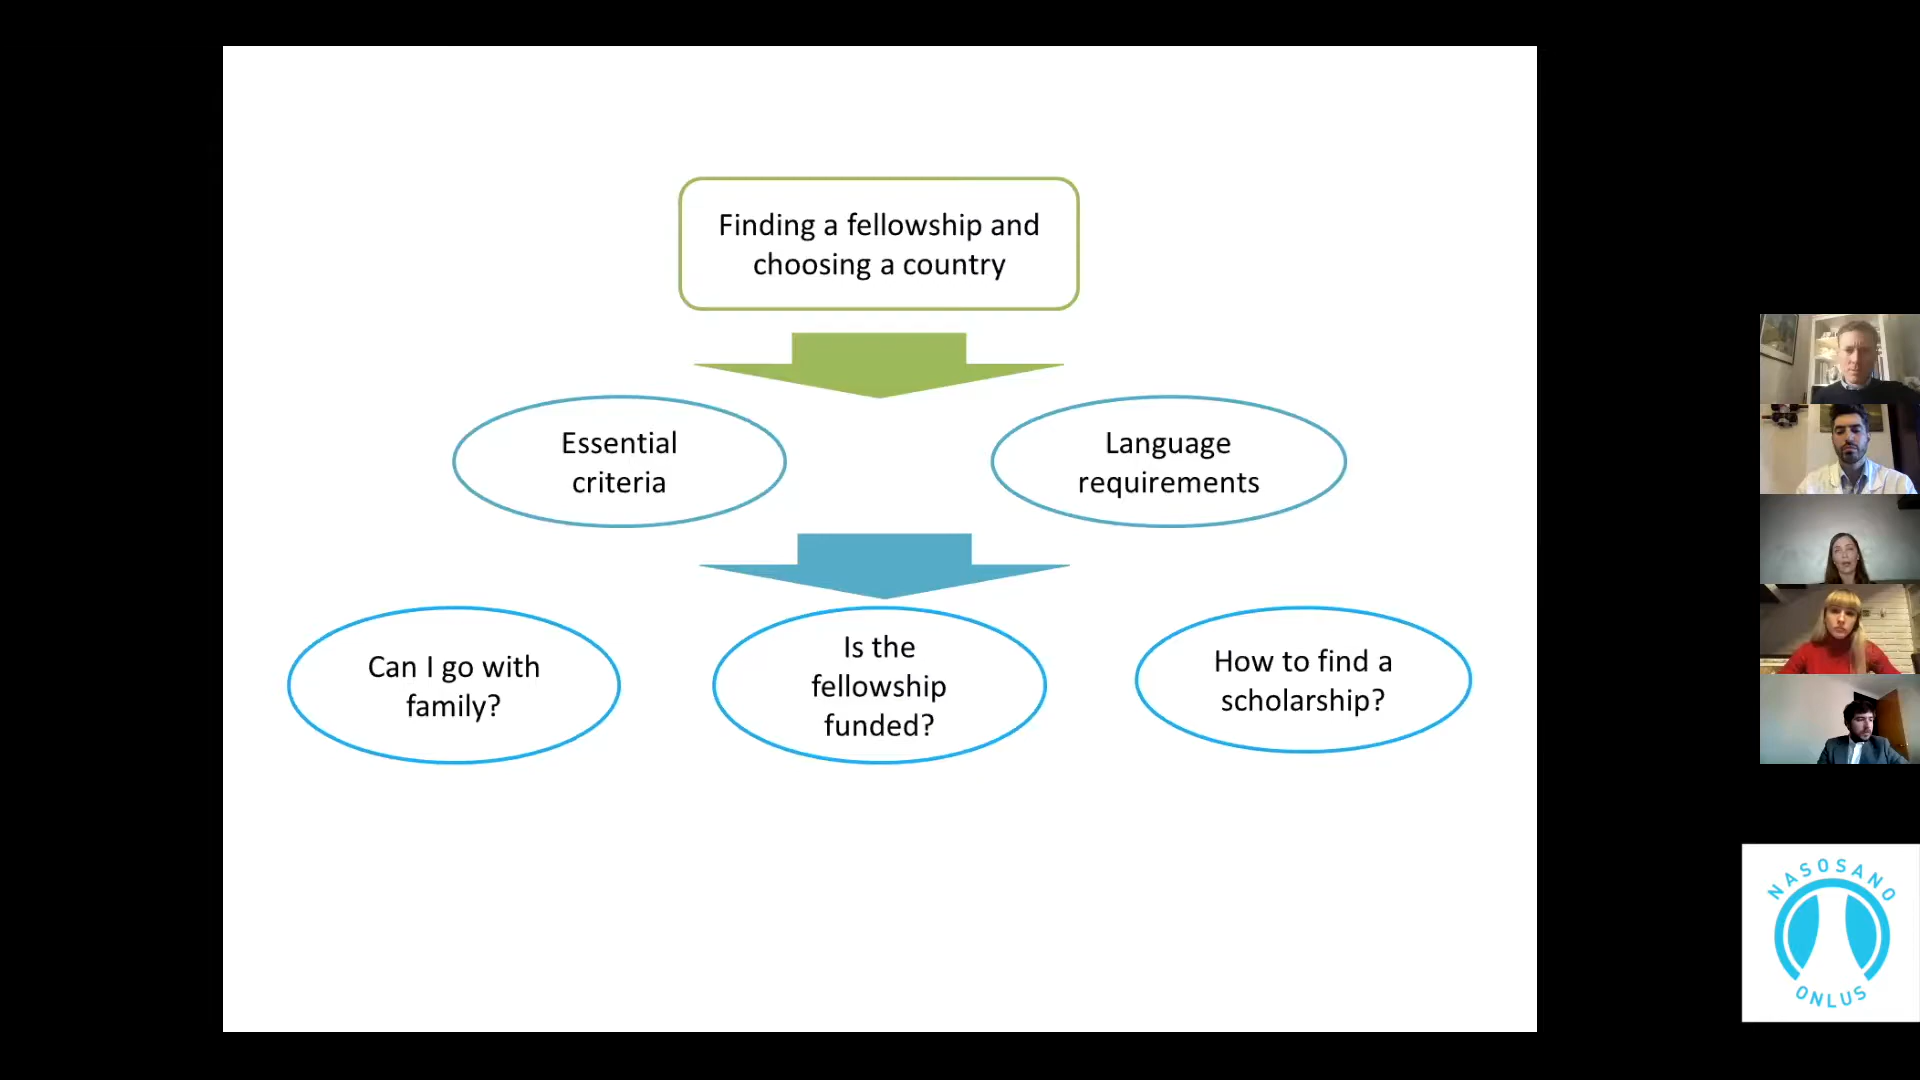 Finding a fellowship and
choosing a country
Essential
criteria
Language
requirements
Can I go with
family?
Is the
fellowship
funded?
How to find a
scholarship?
NASOSANO
ONLUS